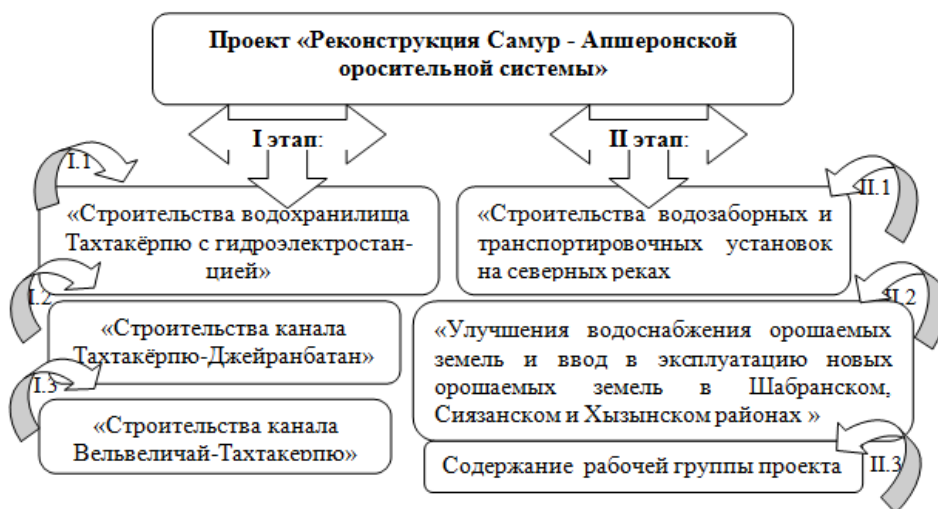 Проект «Реконструкция Самур - Апшеронской
оросительной системы»
I этап:
II этап:
I.1
«Строительства водохранилища
Тахтакёрпю с гидроэлектростан-
цией»
I.2
«Строительства канала
Тахтакёрпю-Джейранбатан»
I.3
«Строительства канала
Вельвеличай-Тахтакерпю»
II.1
«Строительства водозаборных и
транспортировочных установок
на северных реках
II.2
«Улучшения водоснабжения орошаемых
земель и ввод в эксплуатацию новых
орошаемых земель в Шабранском,
Сиязанском и Хызынском районах »
II.3
Содержание рабочей группы проекта